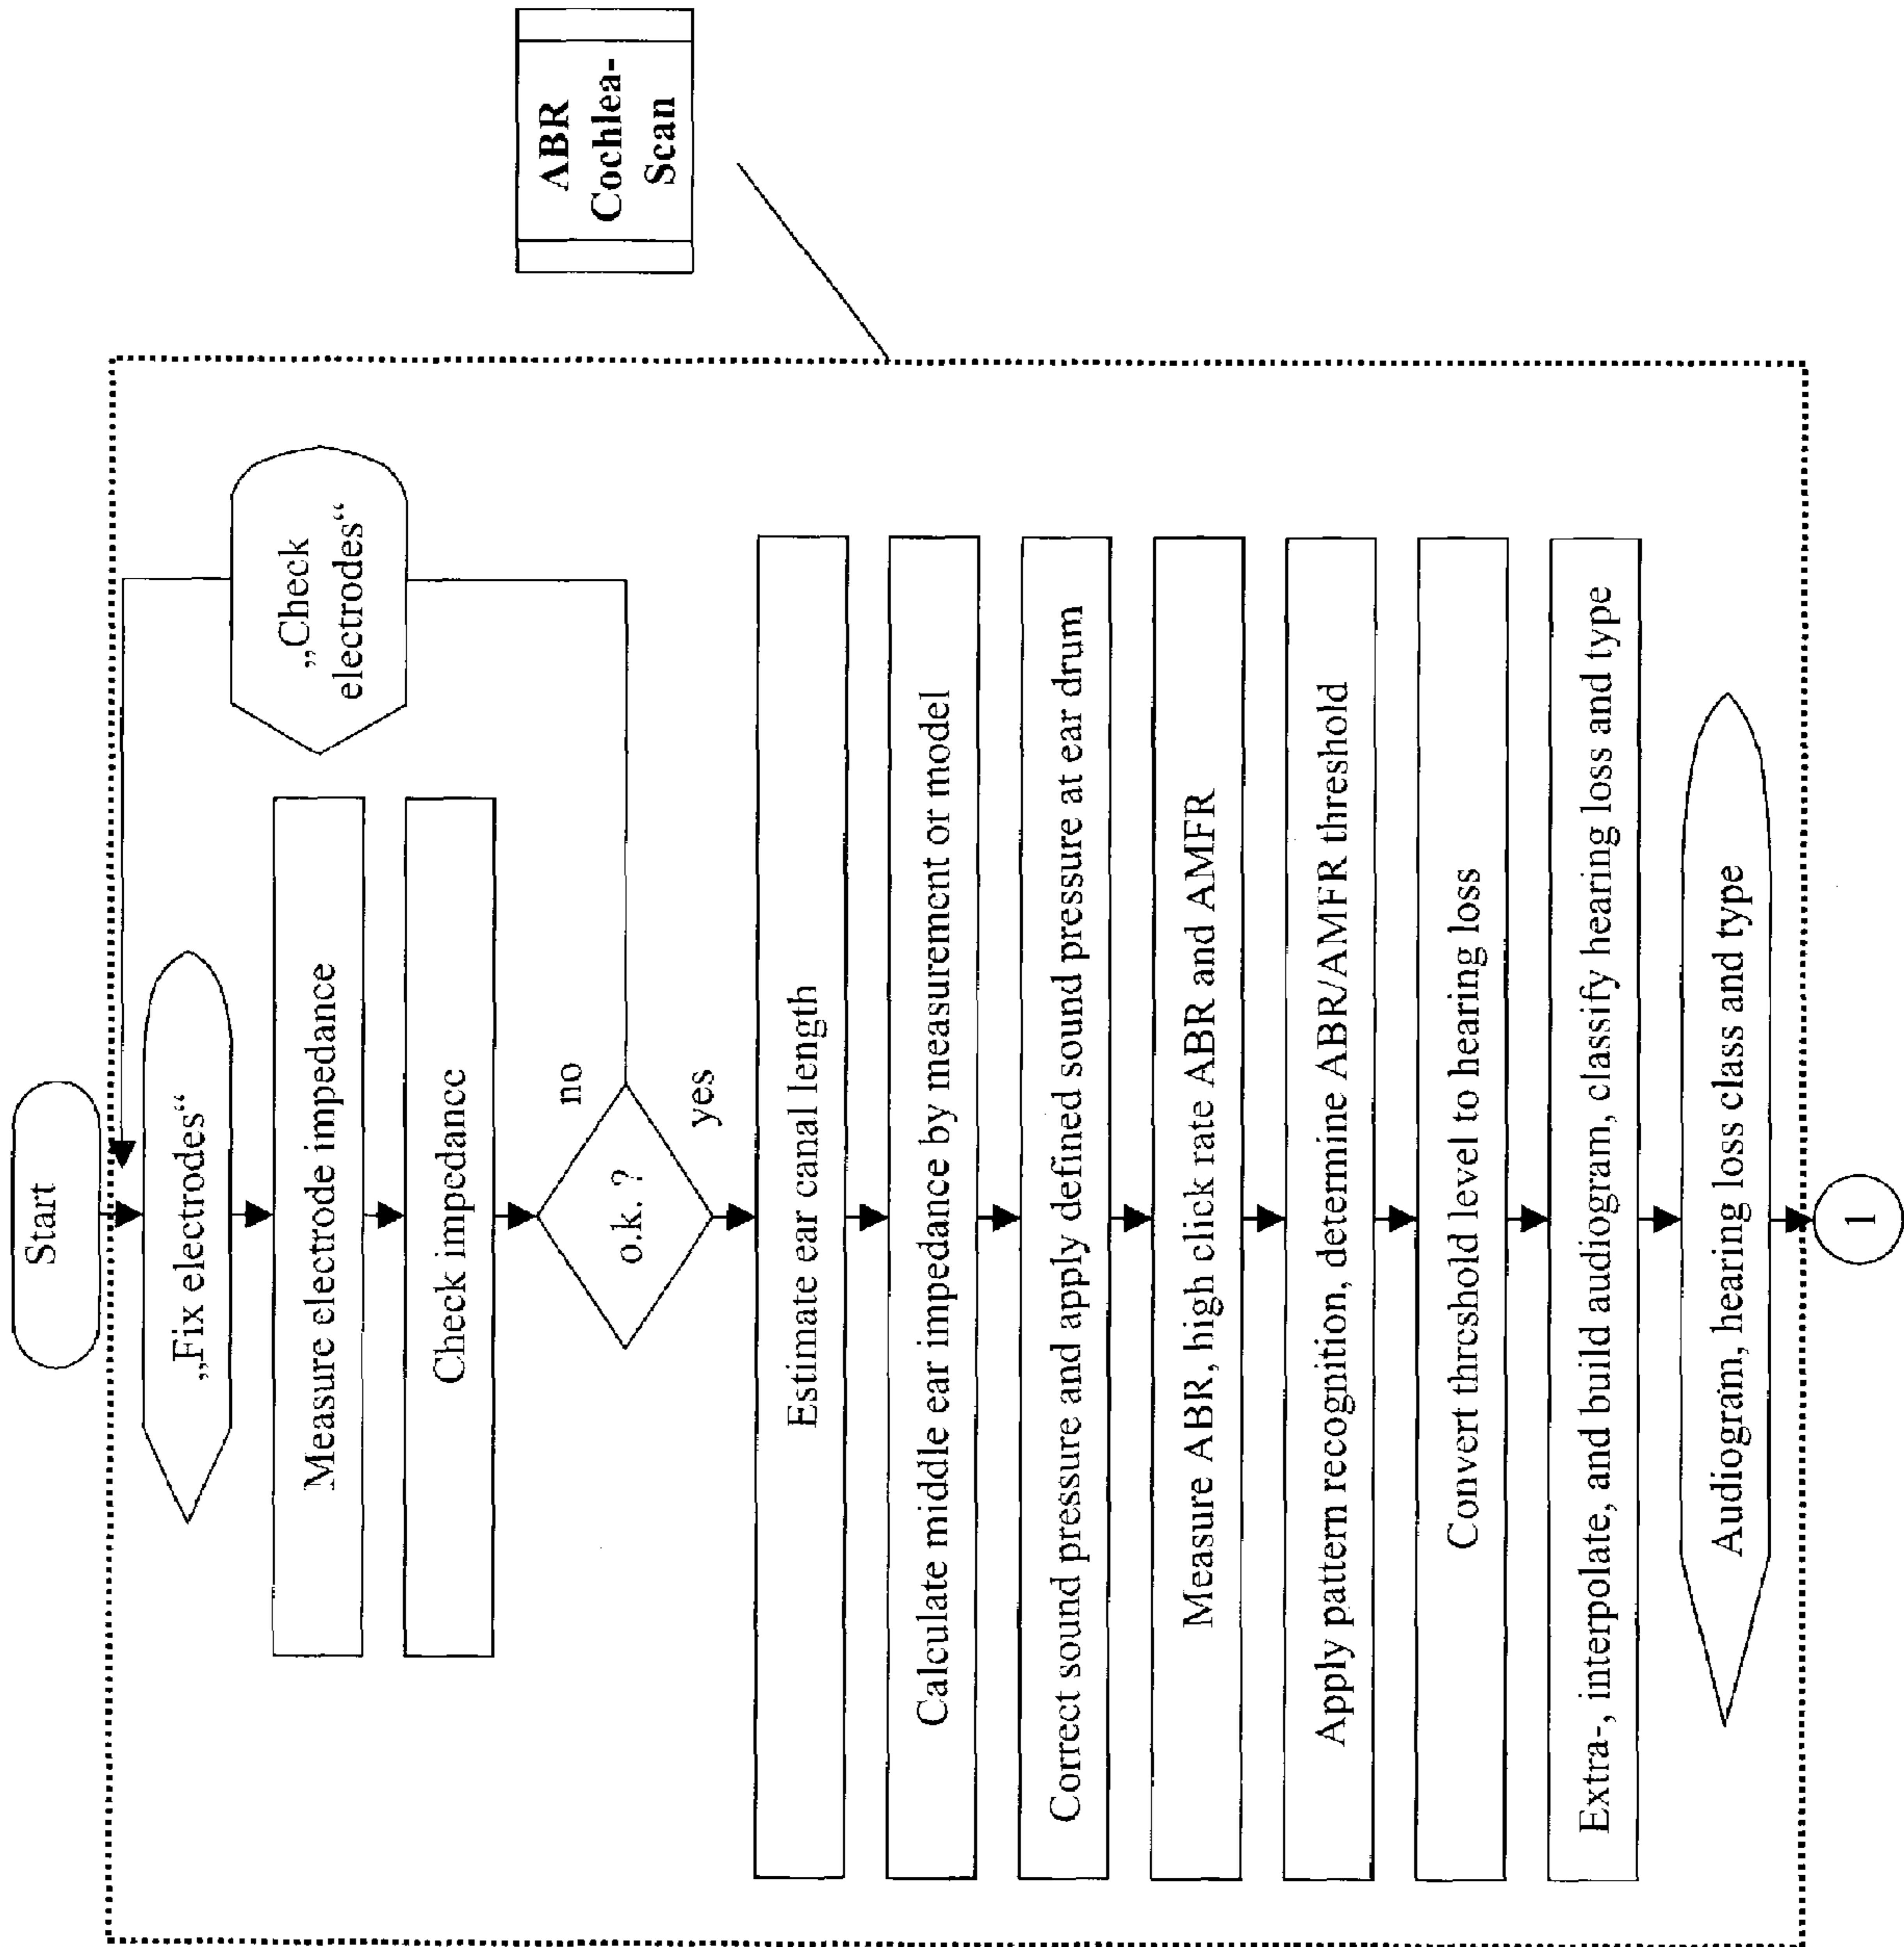 Start
„Fix electrodes“
Measure electrode impedance
Check impedance
o.k. ?
no
yes
„Check
electrodes“
Estimate ear canal length
Calculate middle ear impedance by measurement or model
Correct sound pressure and apply defined sound pressure at ear drum
Measure ABR, high click rate ABR and AMFR
Apply pattern recognition, determine ABR/AMFR threshold
Convert threshold level to hearing loss
Extra-, interpolate, and build audiogram, classify hearing loss and type
Audiogram, hearing loss class and type
1
ABR
Cochlea-
Scan